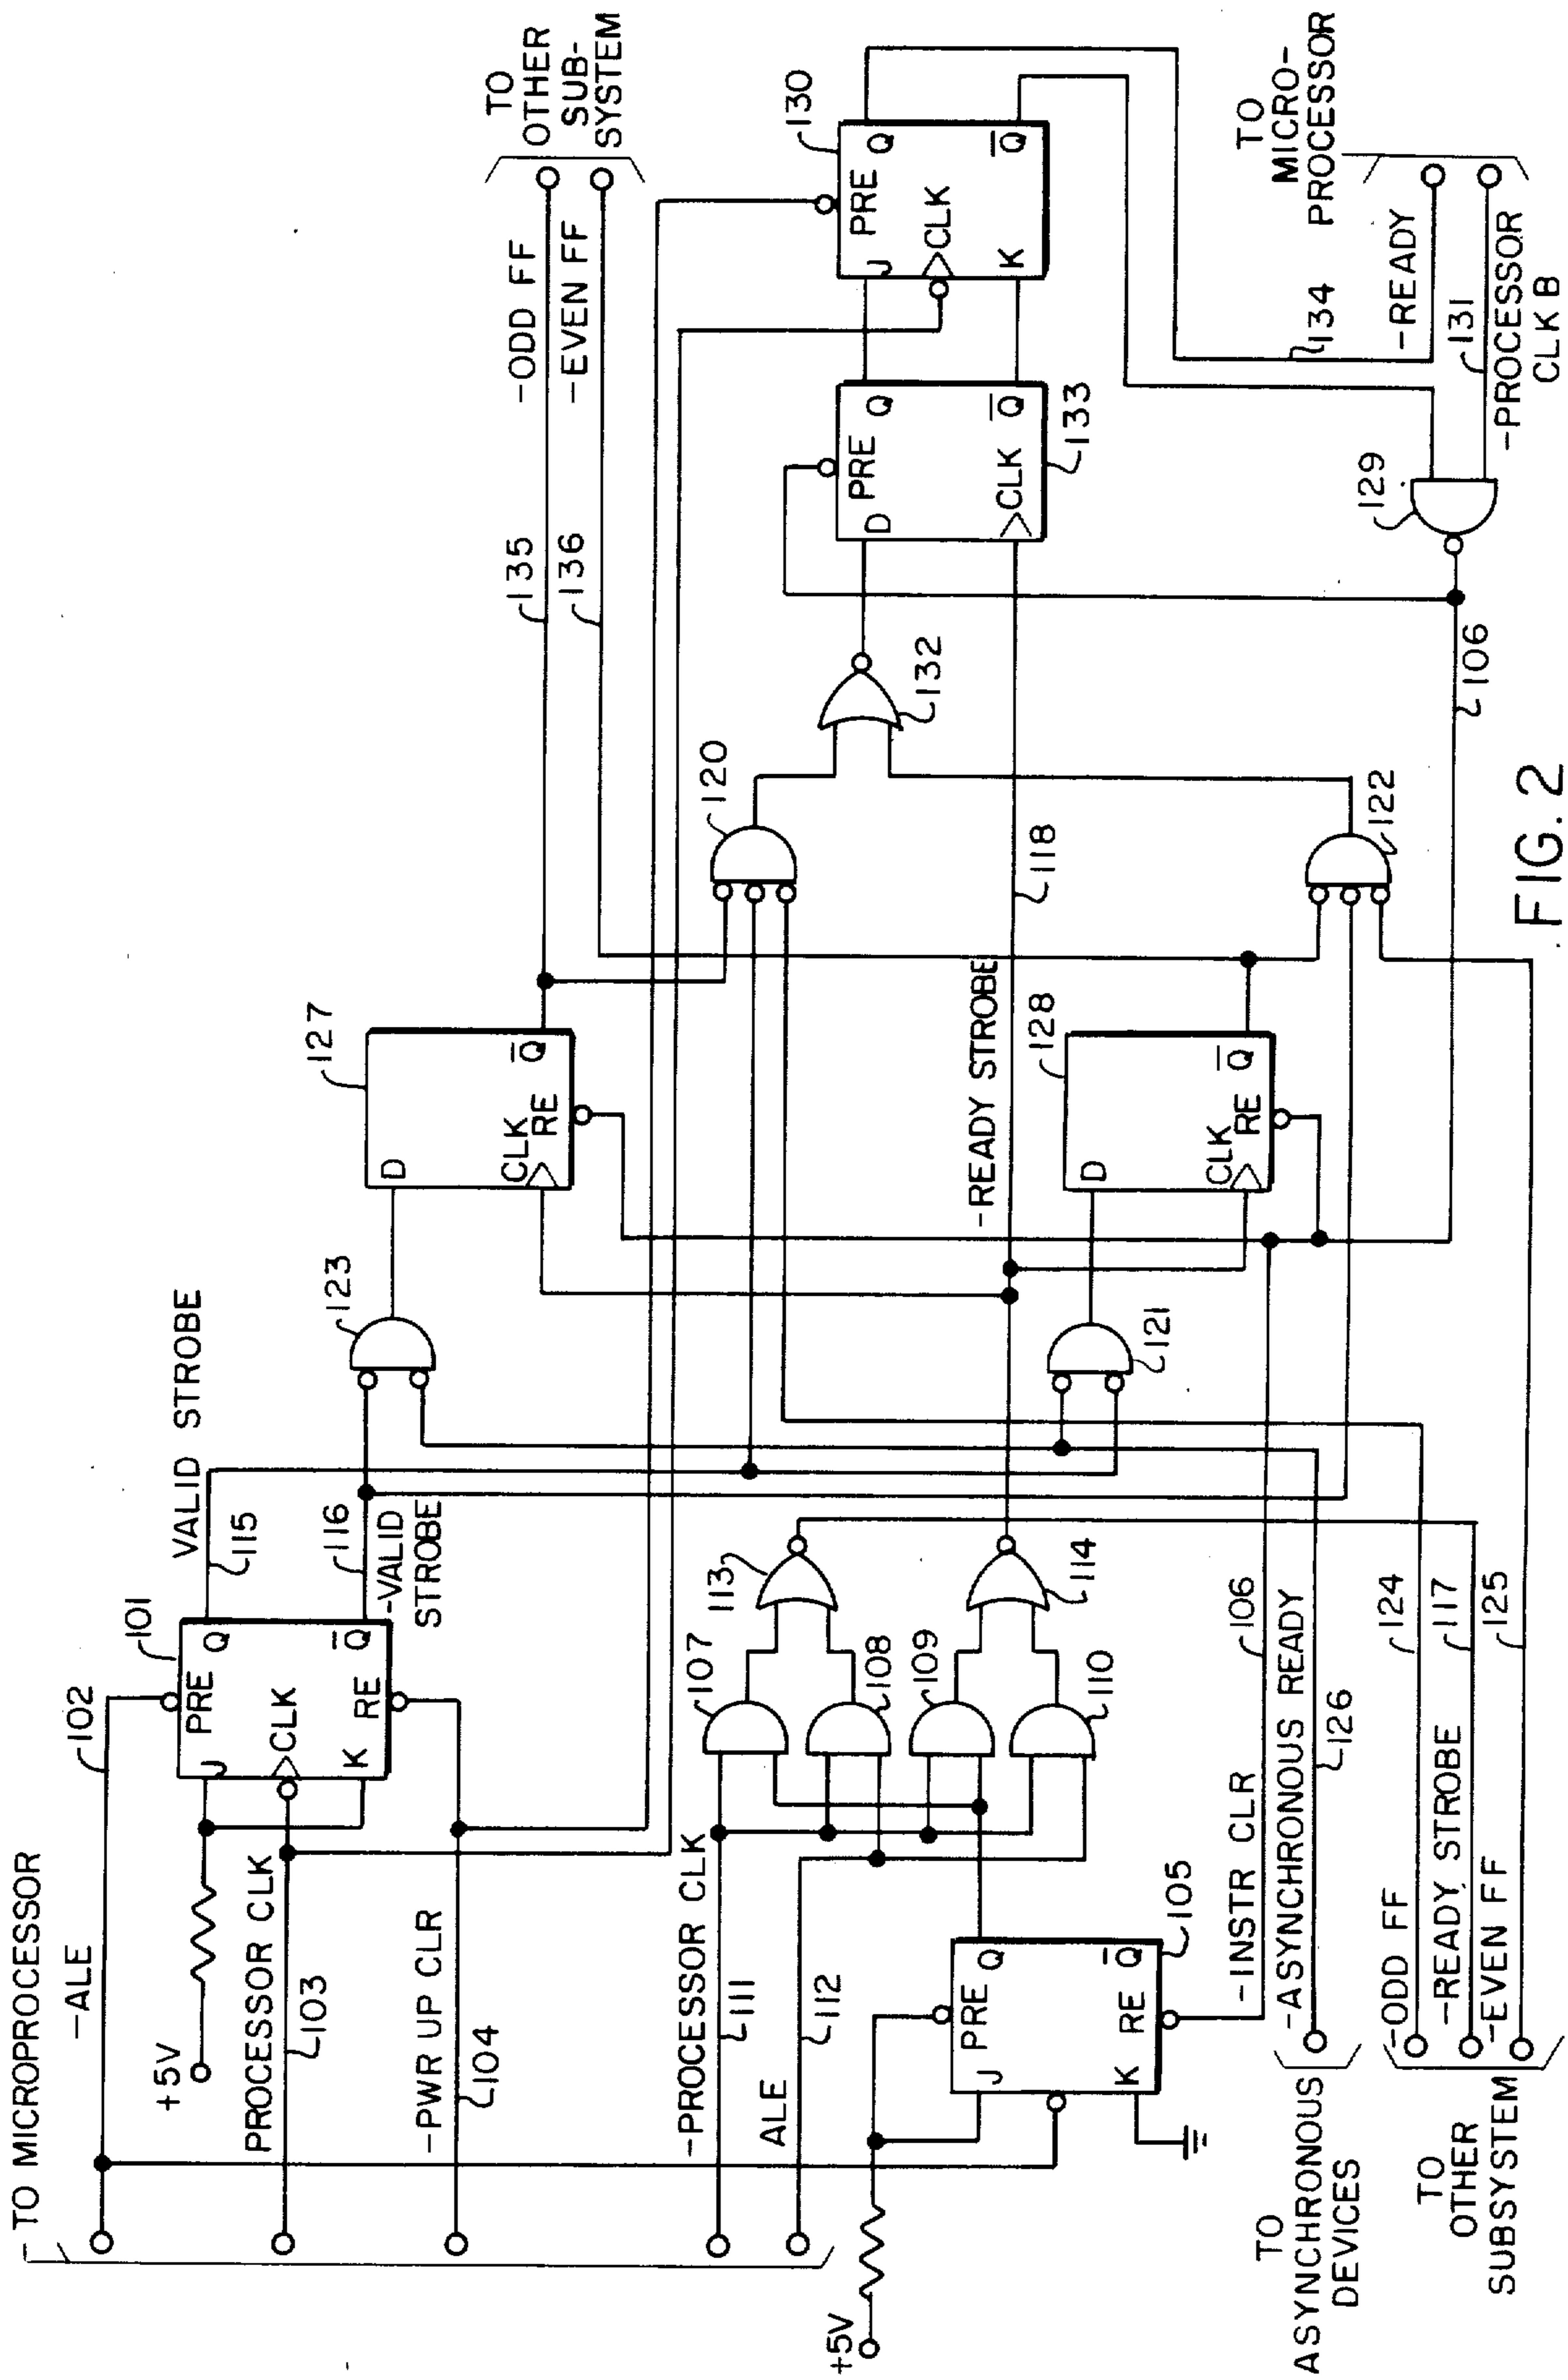 TO MICROPROCESSOR
-ALE
102
+5V
PROCESSOR CLK
103
-PWR UP CLR
104
101
J
PRE
Q
CLK
K
RE
Q
VALID STROBE
115
116
-VALID
STROBE
-PROCESSOR CLK
111
ALE
112
+5V
105
J
PRE
Q
K
RE
Q
107
108
109
110
113
114
-INSTR CLR
106
-ASYNCHRONOUS READY
126
TO
ASYNCHRONOUS
DEVICES
-ODD FF
124
-READY STROBE
117
-EVEN FF
125
TO
OTHER
SUBSYSTEM
123
121
127
D
CLK
RE
Q
128
D
CLK
RE
Q
-READY STROBE
118
120
122
132
135
-ODD FF
136
-EVEN FF
TO
OTHER
SUB-
SYSTEM
133
D
PRE
Q
CLK
Q
130
J
PRE
Q
CLK
K
Q
106
129
134
-READY
131
-PROCESSOR
CLK B
TO
MICRO-
PROCESSOR
FIG. 2